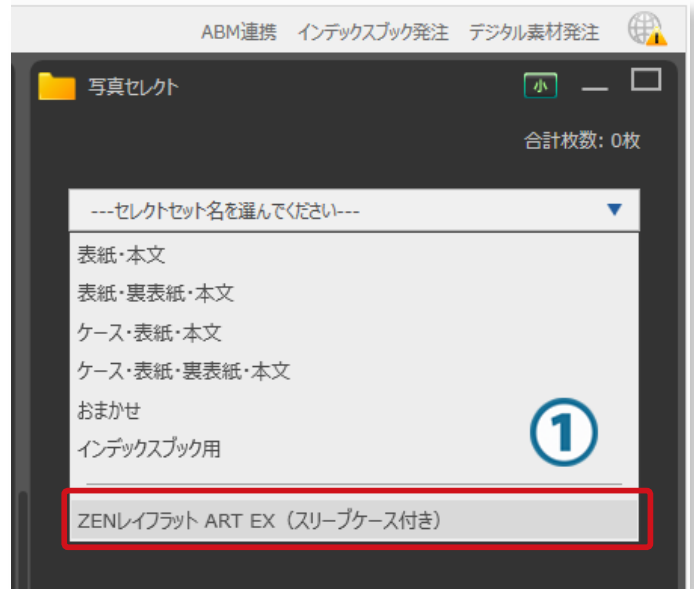 ABM連携 インデックスブック発注 デジタル素材発注
写真セレクト 小
合計枚数: 0枚
---セレクトセット名を選んでください---
表紙・本文
表紙・裏表紙・本文
ケース・表紙・本文
ケース・表紙・裏表紙・本文
おまかせ
インデックスブック用
1
ZENレイフラット ART EX（スリーブケース付き）